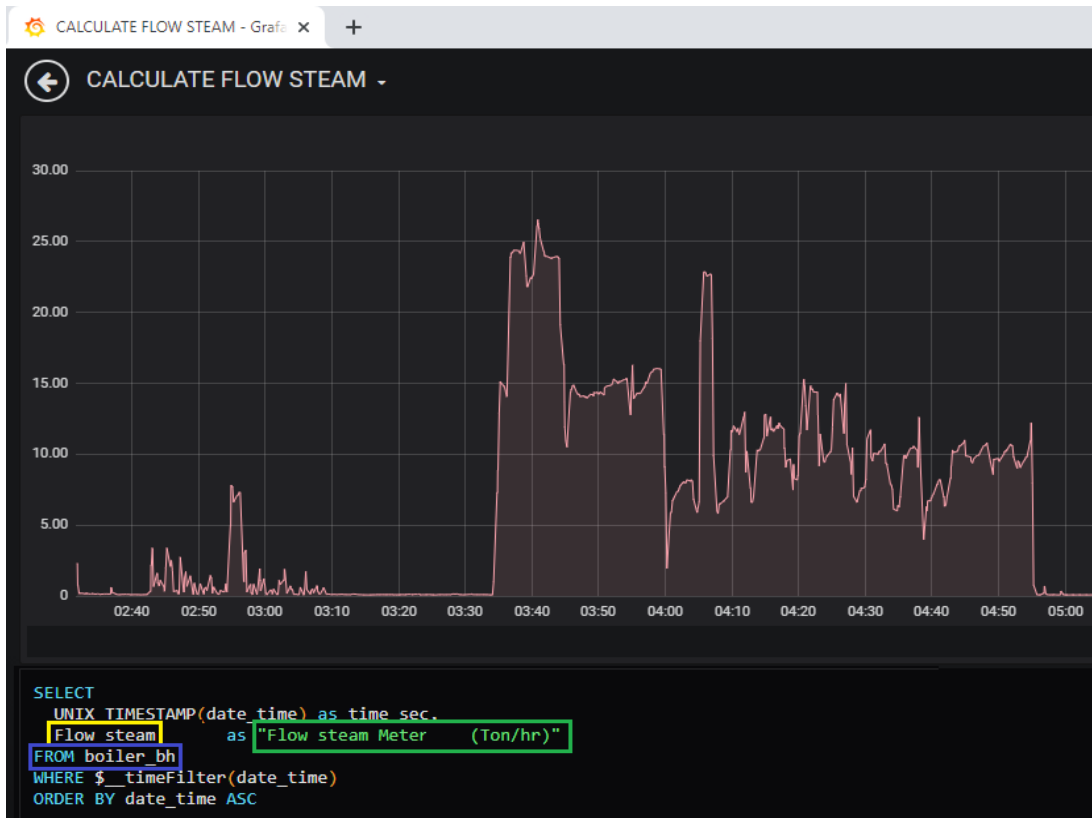 CALCULATE FLOW STEAM - Grafa
CALCULATE FLOW STEAM
30.00
25.00
20.00
15.00
10.00
5.00
0
02:40 02:50 03:00 03:10 03:20 03:30 03:40 03:50 04:00 04:10 04:20 04:30 04:40 04:50 05:00
SELECT
UNIX_TIMESTAMP(date_time) as time_sec,
Flow_steam as "Flow steam Meter (Ton/hr)"
FROM boiler_bh
WHERE $__timeFilter(date_time)
ORDER BY date_time ASC